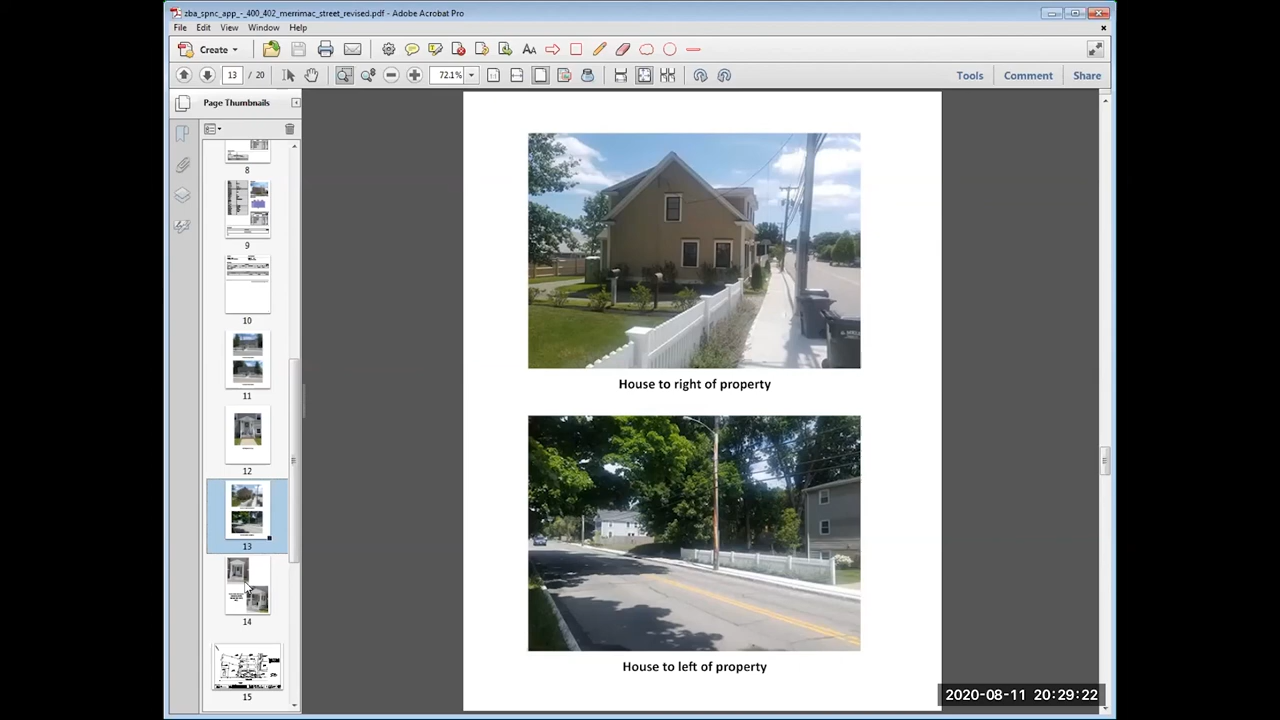 zba_spnc_app_-_400_402_merrimac_street_revised.pdf - Adobe Acrobat Pro
File Edit View Window Help
Create
13 / 20 72.1%
Tools Comment Share
Page Thumbnails
8
9
10
11
12
13
14
15
House to right of property
House to left of property
2020-08-11 20:29:22